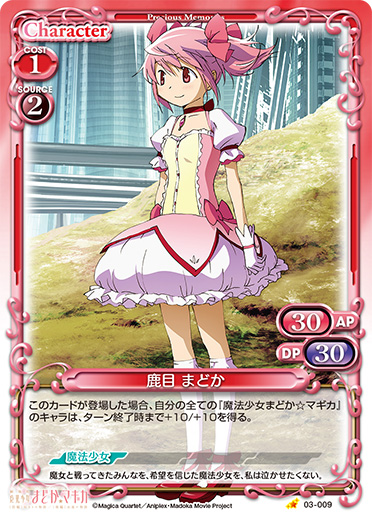 Precious Memories
Character
COST
1
SOURCE
2
30 AP
DP 30
鹿目 まどか
このカードが登場した場合、自分の全ての『魔法少女まどか☆マギカ』
のキャラは、ターン終了時まで+10/+10を得る。
魔法少女
魔女と戦ってきたみんなを、希望を信じた魔法少女を、私は泣かせたくない。
まどか☆マギカ
©Magica Quartet／Aniplex・Madoka Movie Project
03-009